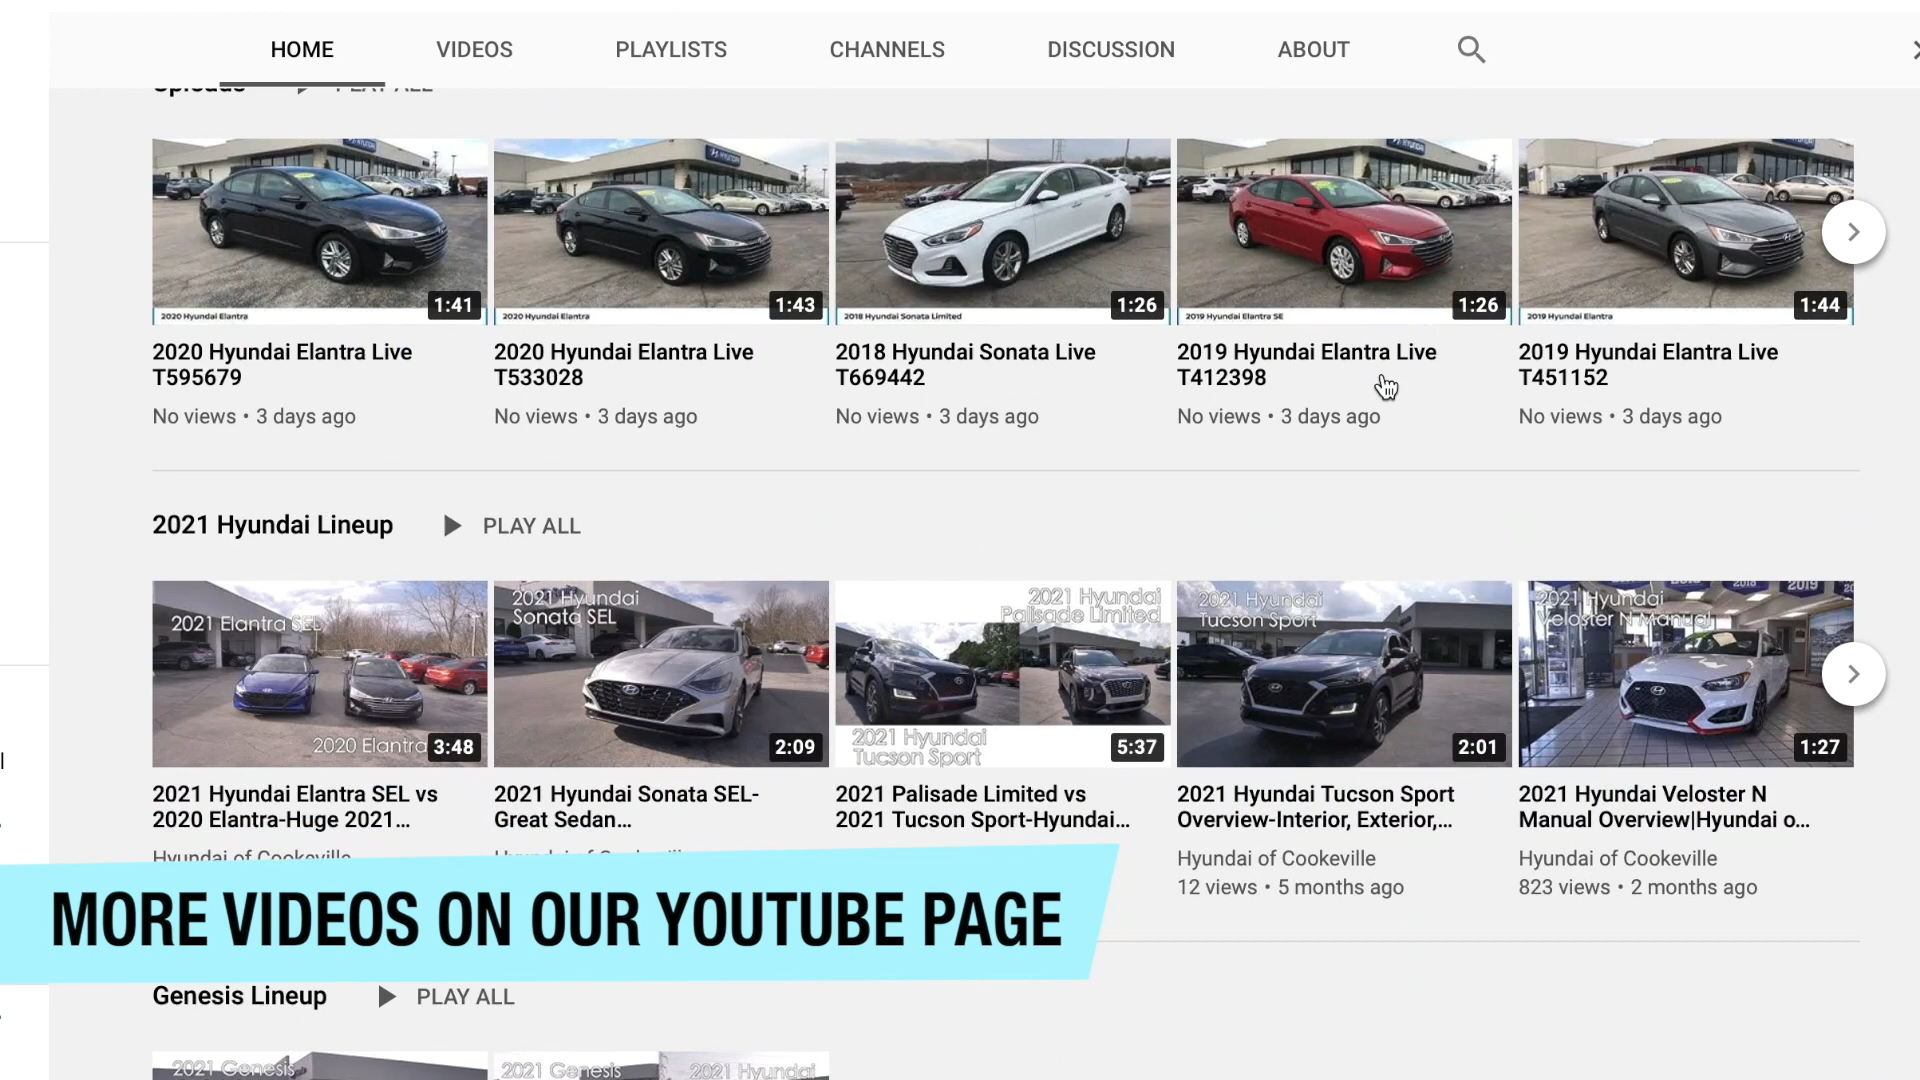 HOME VIDEOS PLAYLISTS CHANNELS DISCUSSION ABOUT
Uploads PLAY ALL
2020 Hyundai Elantra
1:41
2020 Hyundai Elantra
1:43
2018 Hyundai Sonata Limited
1:26
2019 Hyundai Elantra SE
1:26
2019 Hyundai Elantra
1:44
2020 Hyundai Elantra Live
T595679
No views • 3 days ago
2020 Hyundai Elantra Live
T533028
No views • 3 days ago
2018 Hyundai Sonata Live
T669442
No views • 3 days ago
2019 Hyundai Elantra Live
T412398
No views • 3 days ago
2019 Hyundai Elantra Live
T451152
No views • 3 days ago
2021 Hyundai Lineup PLAY ALL
2021 Elantra SEL
2020 Elantra
3:48
2021 Hyundai
Sonata SEL
2:09
2021 Hyundai
Palisade Limited
2021 Hyundai
Tucson Sport
5:37
2021 Hyundai
Tucson Sport
2:01
2018 2019
2021 Hyundai
Veloster N Manual
1:27
2021 Hyundai Elantra SEL vs
2020 Elantra-Huge 2021...
Hyundai of Cookeville
2021 Hyundai Sonata SEL-
Great Sedan...
2021 Palisade Limited vs
2021 Tucson Sport-Hyundai...
2021 Hyundai Tucson Sport
Overview-Interior, Exterior,...
Hyundai of Cookeville
12 views • 5 months ago
2021 Hyundai Veloster N
Manual Overview|Hyundai o...
Hyundai of Cookeville
823 views • 2 months ago
MORE VIDEOS ON OUR YOUTUBE PAGE
Genesis Lineup PLAY ALL
2021 Genesis
2021 Genesis
2021 Hyundai